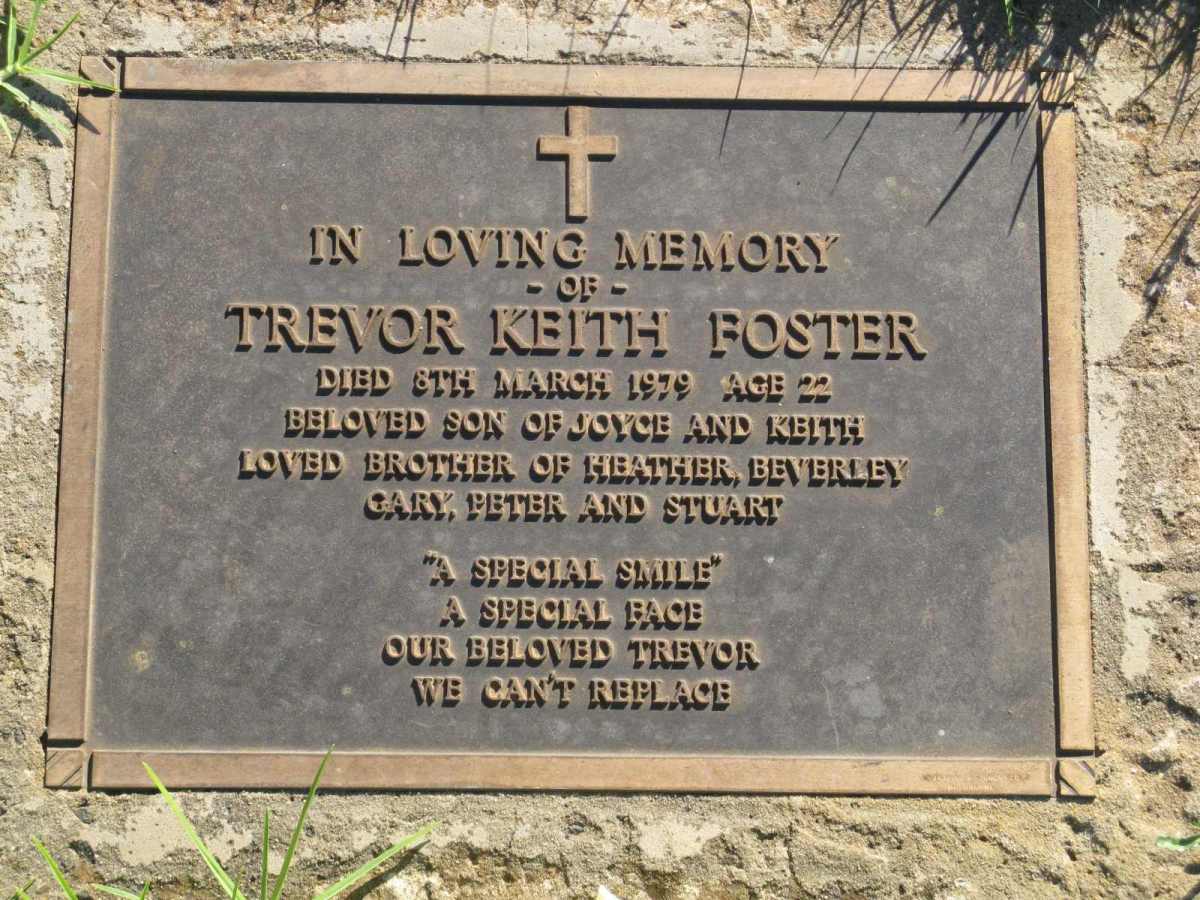 IN LOVING MEMORY
- OF -
TREVOR KEITH FOSTER
DIED 8TH MARCH 1979 AGE 22
BELOVED SON OF JOYCE AND KEITH
LOVED BROTHER OF HEATHER, BEVERLEY
GARY, PETER AND STUART
"A SPECIAL SMILE"
A SPECIAL FACE
OUR BELOVED TREVOR
WE CAN'T REPLACE